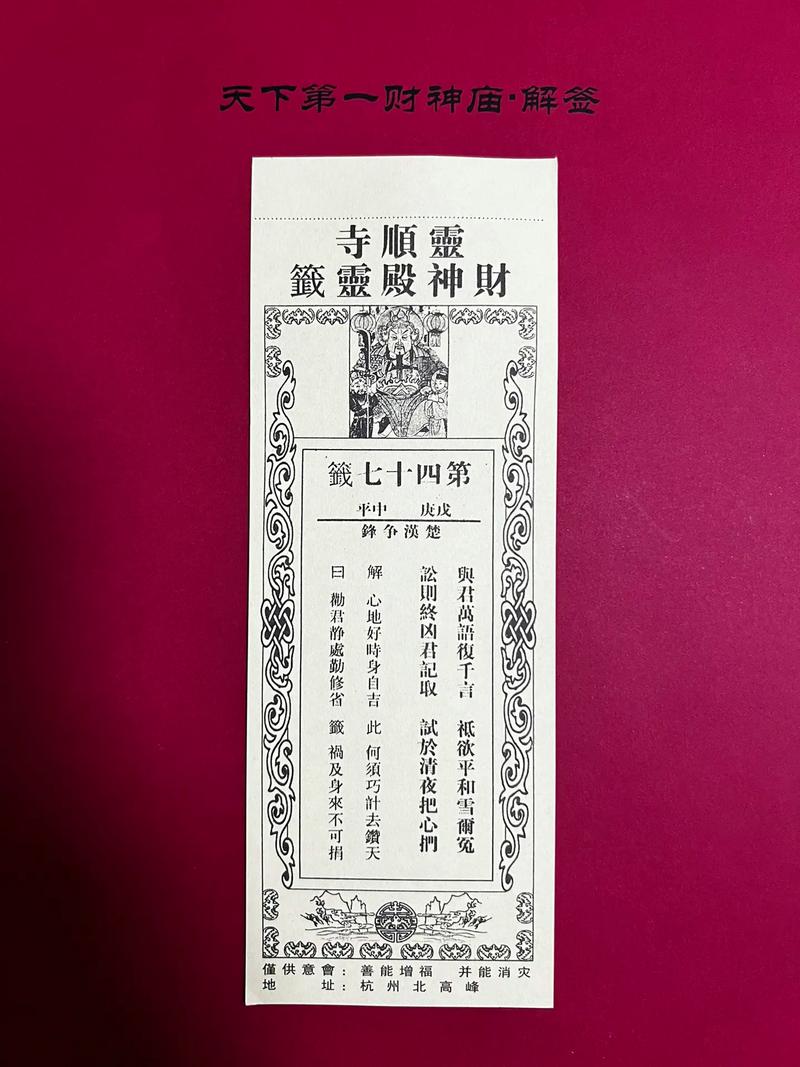 天下第一财神庙·解签
靈順寺
財神殿靈籤
第四十七籤
戊庚 中平
楚漢争鋒
與君萬語復千言 祗欲平和雪爾冤
訟則終凶君記取 試於清夜把心捫
解 心地好時身自吉 此 何須巧計去鑽天
曰 勸君静處勤修省 籤 禍及身來不可捐
僅供意會：善能增福 并能消灾
地址：杭州北高峰